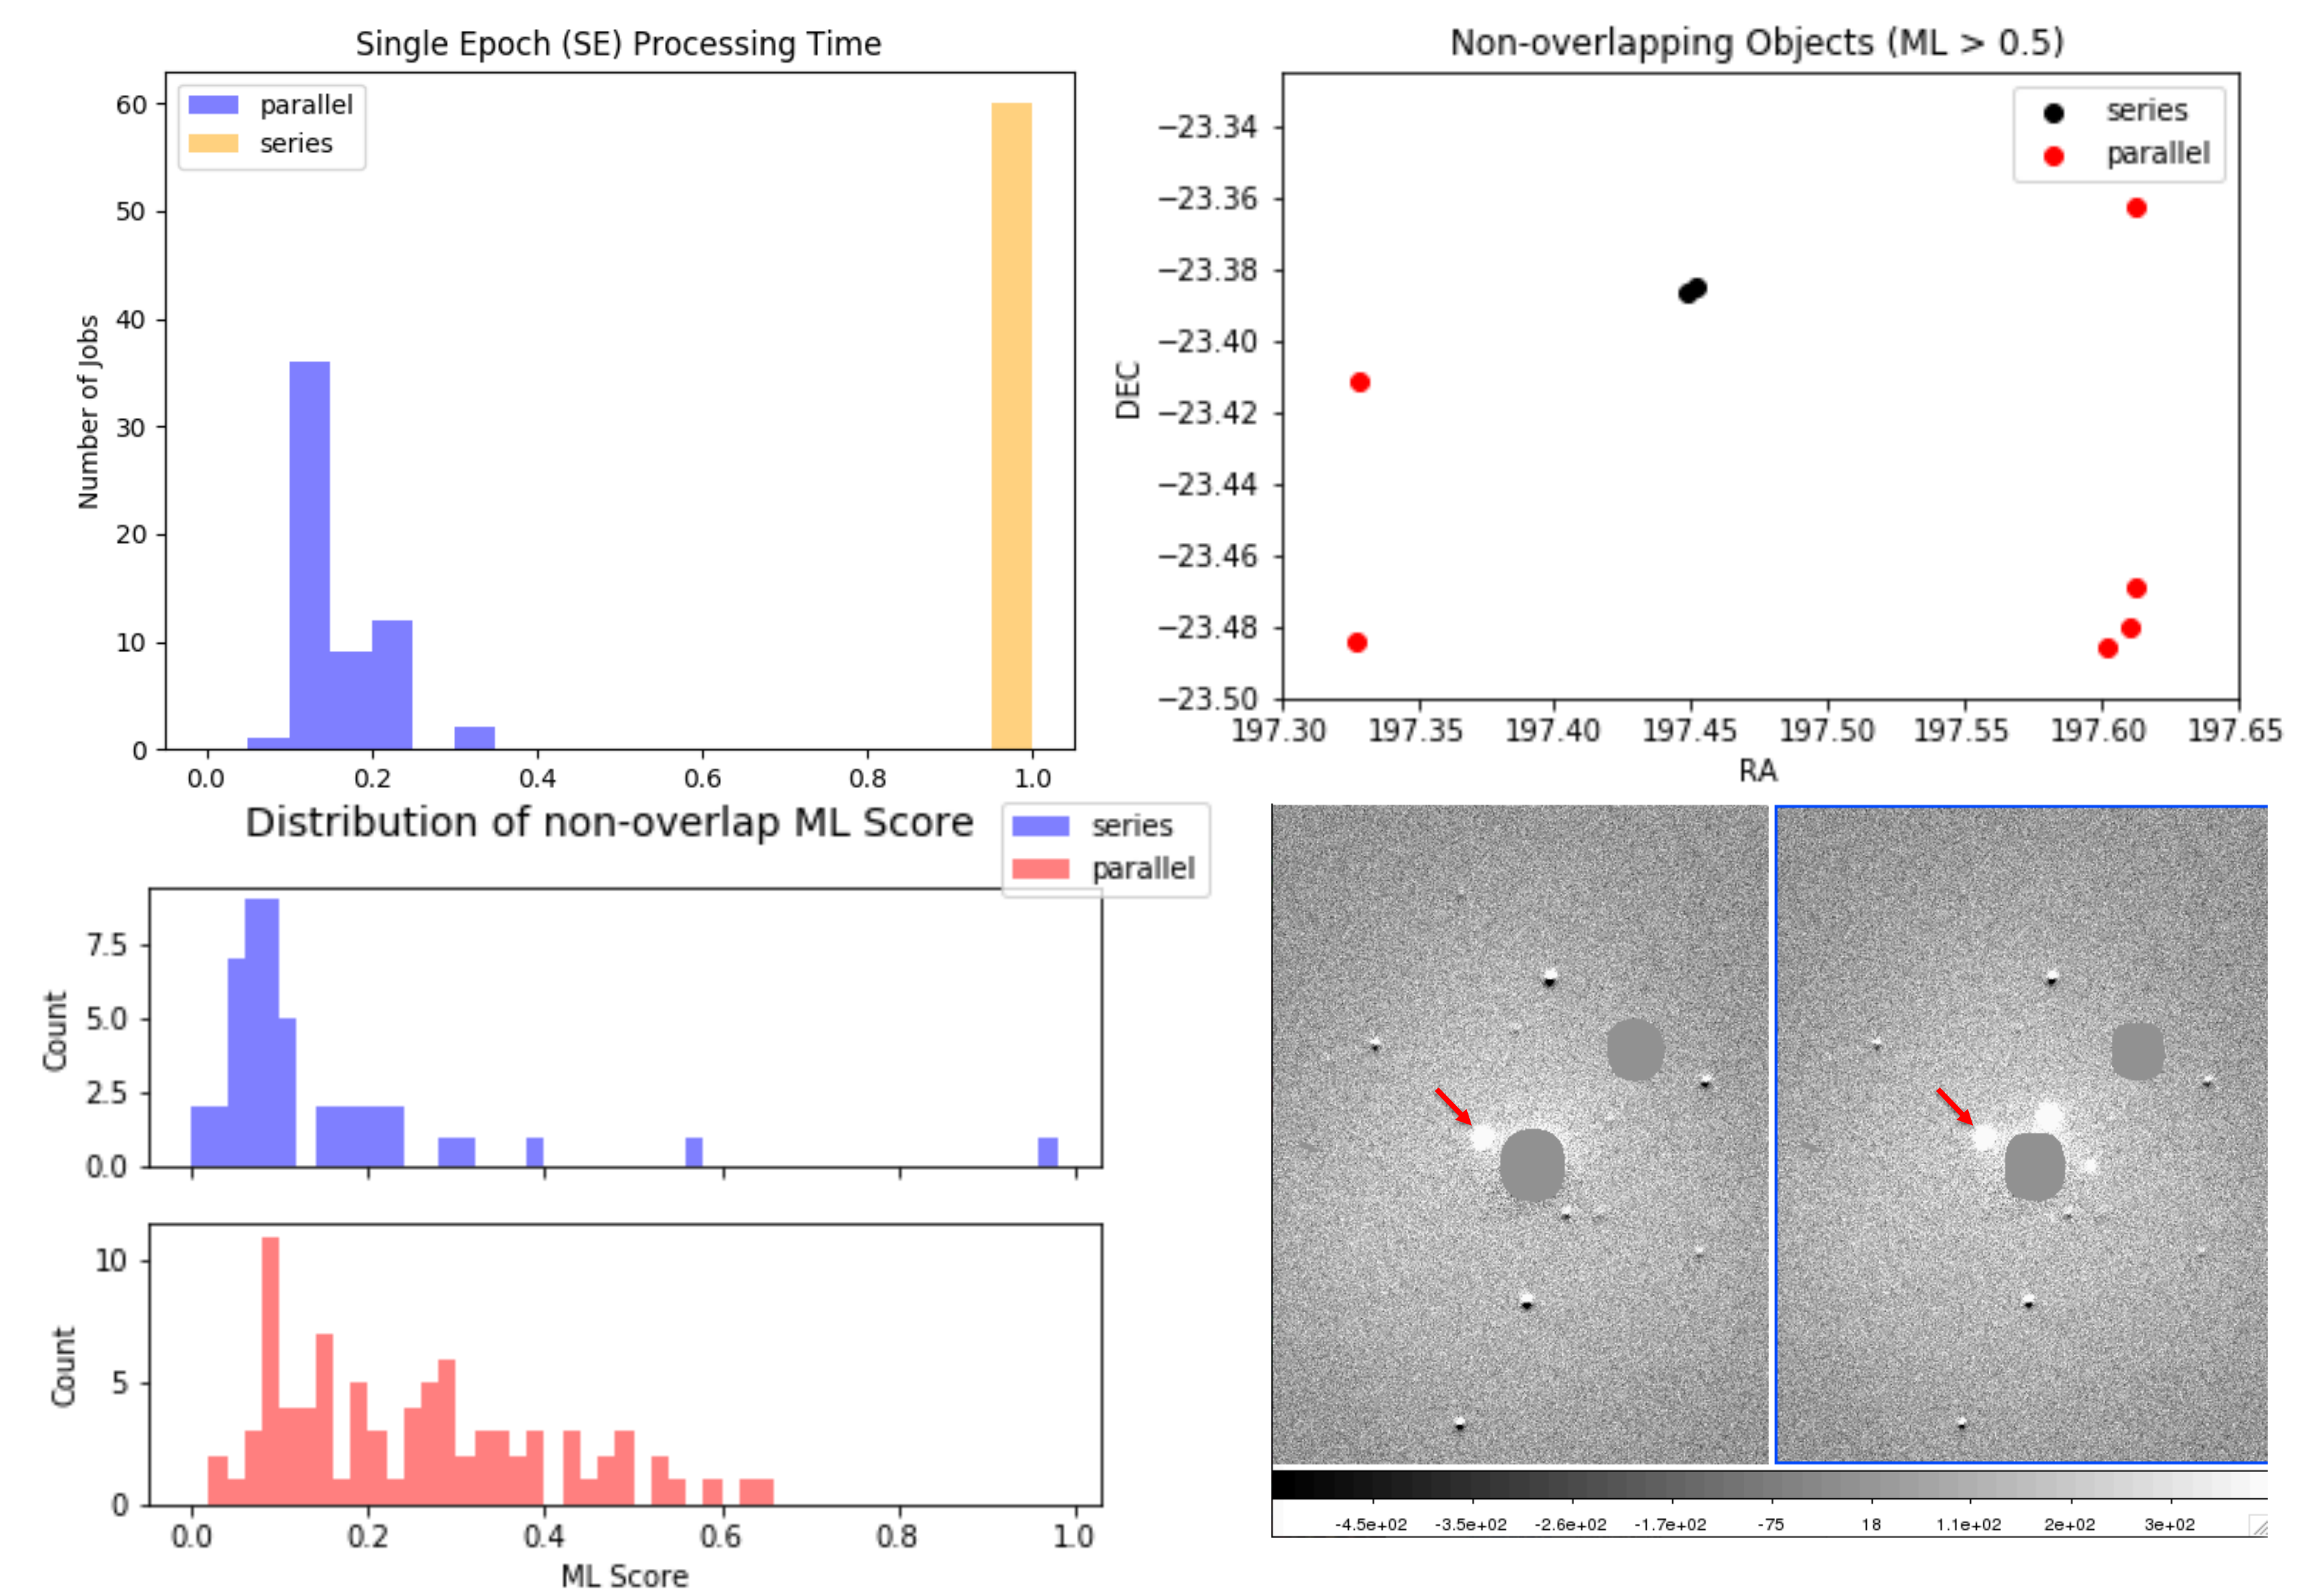 Single Epoch (SE) Processing Time
parallel
series
Number of Jobs
60
50
40
30
20
10
0
0.0 0.2 0.4 0.6 0.8 1.0
Non-overlapping Objects (ML > 0.5)
series
parallel
DEC
−23.34
−23.36
−23.38
−23.40
−23.42
−23.44
−23.46
−23.48
−23.50
197.30 197.35 197.40 197.45 197.50 197.55 197.60 197.65
RA
Distribution of non-overlap ML Score
series
parallel
Count
7.5
5.0
2.5
0.0
Count
10
5
0
0.0 0.2 0.4 0.6 0.8 1.0
ML Score
-4.5e+02 -3.5e+02 -2.6e+02 -1.7e+02 -75 18 1.1e+02 2e+02 3e+02